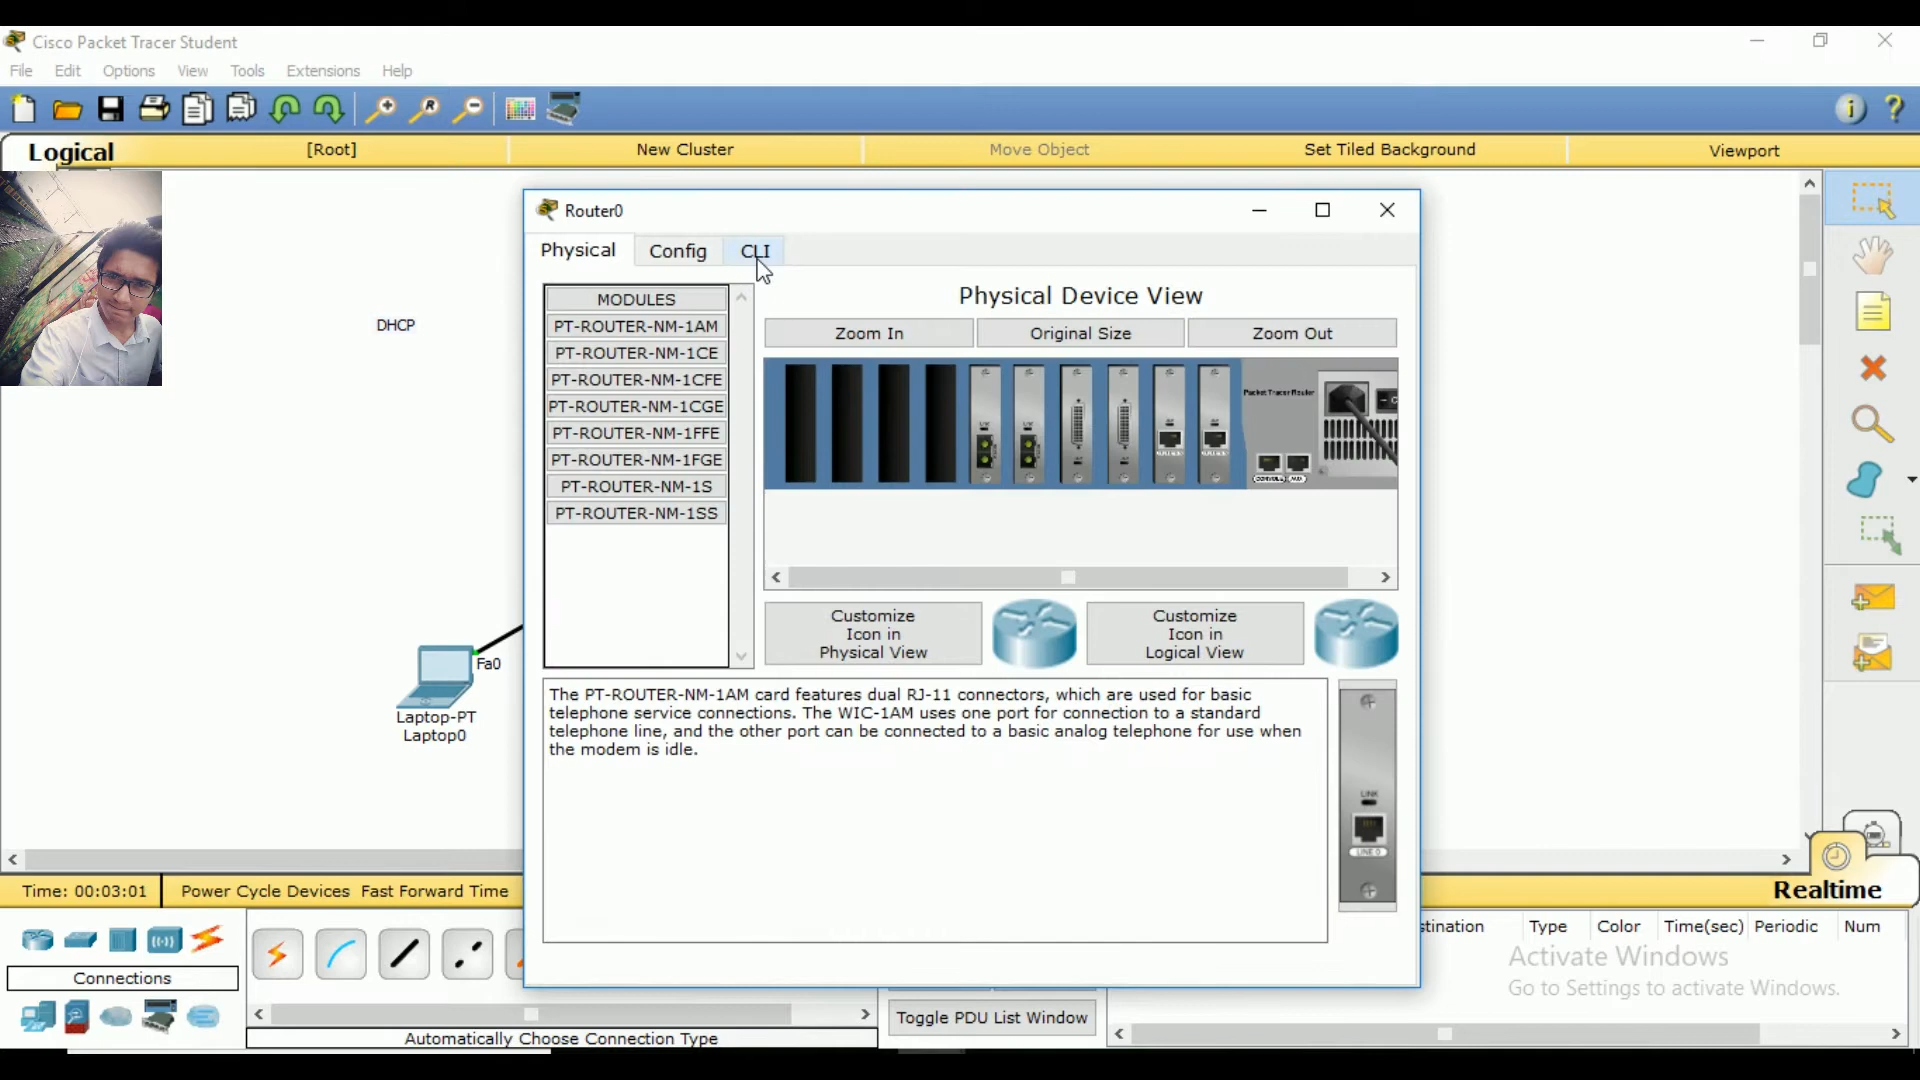 Cisco Packet Tracer Student
File Edit Options View Tools Extensions Help
Logical [Root] New Cluster Move Object Set Tiled Background Viewport
Router0
Physical Config CLI
DHCP
MODULES
PT-ROUTER-NM-1AM
PT-ROUTER-NM-1CE
PT-ROUTER-NM-1CFE
PT-ROUTER-NM-1CGE
PT-ROUTER-NM-1FFE
PT-ROUTER-NM-1FGE
PT-ROUTER-NM-1S
PT-ROUTER-NM-1SS
Physical Device View
Zoom In Original Size Zoom Out
Packet Tracer Router
CONSOLE AUX
Customize
Icon in
Physical View
Customize
Icon in
Logical View
Fa0
Laptop-PT
Laptop0
The PT-ROUTER-NM-1AM card features dual RJ-11 connectors, which are used for basic
telephone service connections. The WIC-1AM uses one port for connection to a standard
telephone line, and the other port can be connected to a basic analog telephone for use when
the modem is idle.
LINK
LINE 0
Time: 00:03:01 Power Cycle Devices Fast Forward Time
Realtime
Connections
Automatically Choose Connection Type
Toggle PDU List Window
stination Type Color Time(sec) Periodic Num
Activate Windows
Go to Settings to activate Windows.